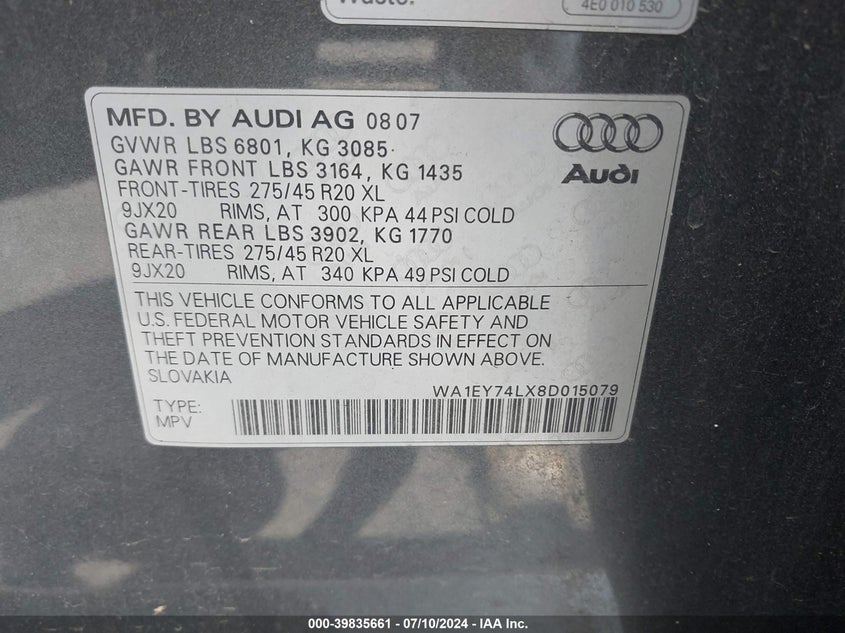 Waste.
4E0 010 530
MFD. BY AUDI AG 08 07
GVWR LBS 6801, KG 3085
GAWR FRONT LBS 3164, KG 1435
FRONT-TIRES 275/45 R20 XL
9JX20 RIMS, AT 300 KPA 44 PSI COLD
GAWR REAR LBS 3902, KG 1770
REAR-TIRES 275/45 R20 XL
9JX20 RIMS, AT 340 KPA 49 PSI COLD
Audi
THIS VEHICLE CONFORMS TO ALL APPLICABLE
U.S. FEDERAL MOTOR VEHICLE SAFETY AND
THEFT PREVENTION STANDARDS IN EFFECT ON
THE DATE OF MANUFACTURE SHOWN ABOVE.
SLOVAKIA
WA1EY74LX8D015079
TYPE:
MPV
000-39835661 - 07/10/2024 - IAA Inc.